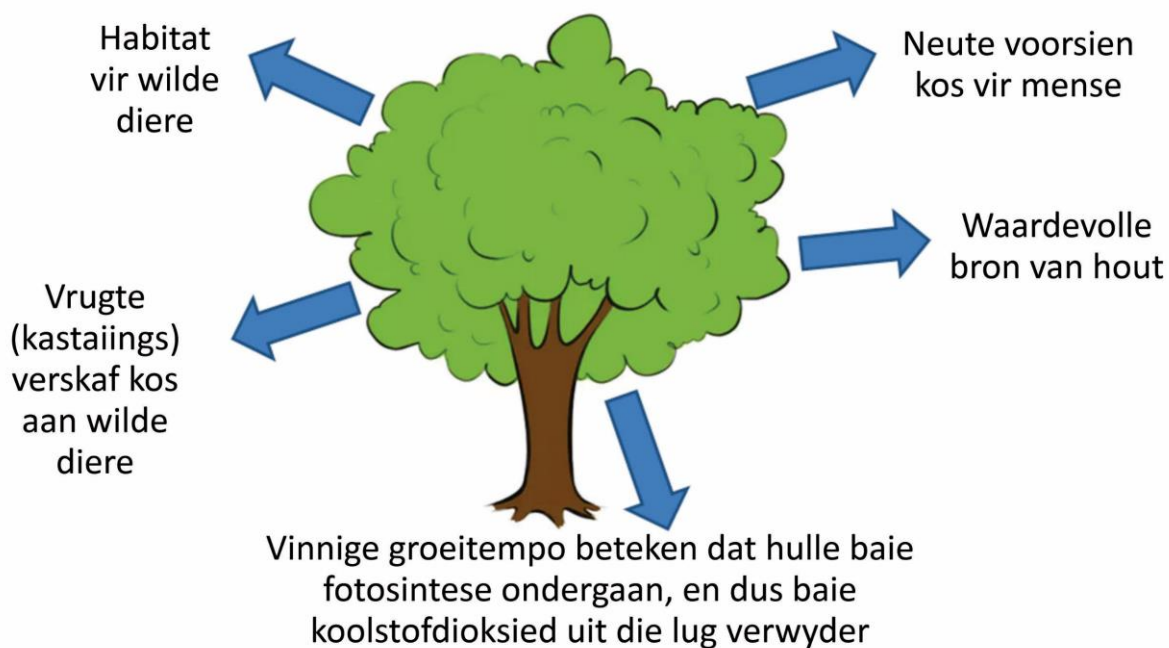 Habitat
vir wilde
diere
Neute voorsien
kos vir mense
Waardevolle
bron van hout
Vrugte
(kastaiings)
verskaf kos
aan wilde
diere
Vinnige groeitempo beteken dat hulle baie
fotosintese ondergaan, en dus baie
koolstofdioksied uit die lug verwyder